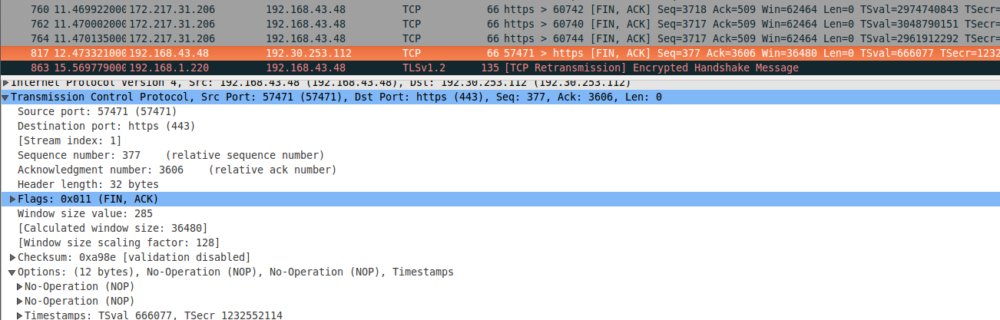 760 11.469922000 172.217.31.206 192.168.43.48 TCP 66 https > 60742 [FIN, ACK] Seq=3718 Ack=509 Win=62464 Len=0 TSval=2974740843 TSecr=
762 11.470002000 172.217.31.206 192.168.43.48 TCP 66 https > 60740 [FIN, ACK] Seq=3717 Ack=509 Win=62464 Len=0 TSval=3048790151 TSecr=
764 11.470135000 172.217.31.206 192.168.43.48 TCP 66 https > 60744 [FIN, ACK] Seq=3717 Ack=509 Win=62464 Len=0 TSval=2961912292 TSecr=
817 12.473321000 192.168.43.48 192.30.253.112 TCP 66 57471 > https [FIN, ACK] Seq=377 Ack=3606 Win=36480 Len=0 TSval=666077 TSecr=1232
863 15.569779000 192.168.1.220 192.168.43.48 TLSv1.2 135 [TCP Retransmission] Encrypted Handshake Message
Internet Protocol Version 4, Src: 192.168.43.48 (192.168.43.48), Dst: 192.30.253.112 (192.30.253.112)
Transmission Control Protocol, Src Port: 57471 (57471), Dst Port: https (443), Seq: 377, Ack: 3606, Len: 0
Source port: 57471 (57471)
Destination port: https (443)
[Stream index: 1]
Sequence number: 377 (relative sequence number)
Acknowledgment number: 3606 (relative ack number)
Header length: 32 bytes
Flags: 0x011 (FIN, ACK)
Window size value: 285
[Calculated window size: 36480]
[Window size scaling factor: 128]
Checksum: 0xa98e [validation disabled]
Options: (12 bytes), No-Operation (NOP), No-Operation (NOP), Timestamps
No-Operation (NOP)
No-Operation (NOP)
Timestamps: TSval 666077, TSecr 1232552114